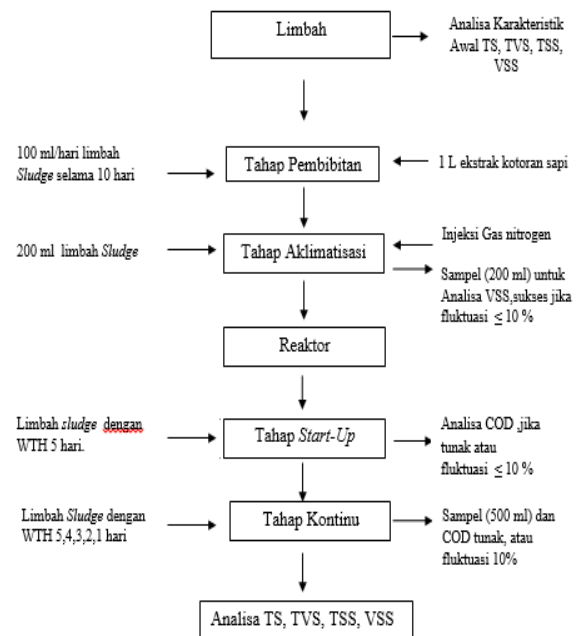 Limbah
Analisa Karakteristik
Awal TS, TVS, TSS,
VSS
100 ml/hari limbah
Sludge selama 10 hari
Tahap Pembibitan
1 L ekstrak kotoran sapi
200 ml limbah Sludge
Tahap Aklimatisasi
Injeksi Gas nitrogen
Sampel (200 ml) untuk
Analisa VSS,sukses jika
fluktuasi ≤ 10 %
Reaktor
Limbah sludge dengan
WTH 5 hari.
Tahap Start-Up
Analisa COD ,jika
tunak atau
fluktuasi ≤ 10 %
Limbah Sludge dengan
WTH 5,4,3,2,1 hari
Tahap Kontinu
Sampel (500 ml) dan
COD tunak, atau
fluktuasi 10%
Analisa TS, TVS, TSS, VSS